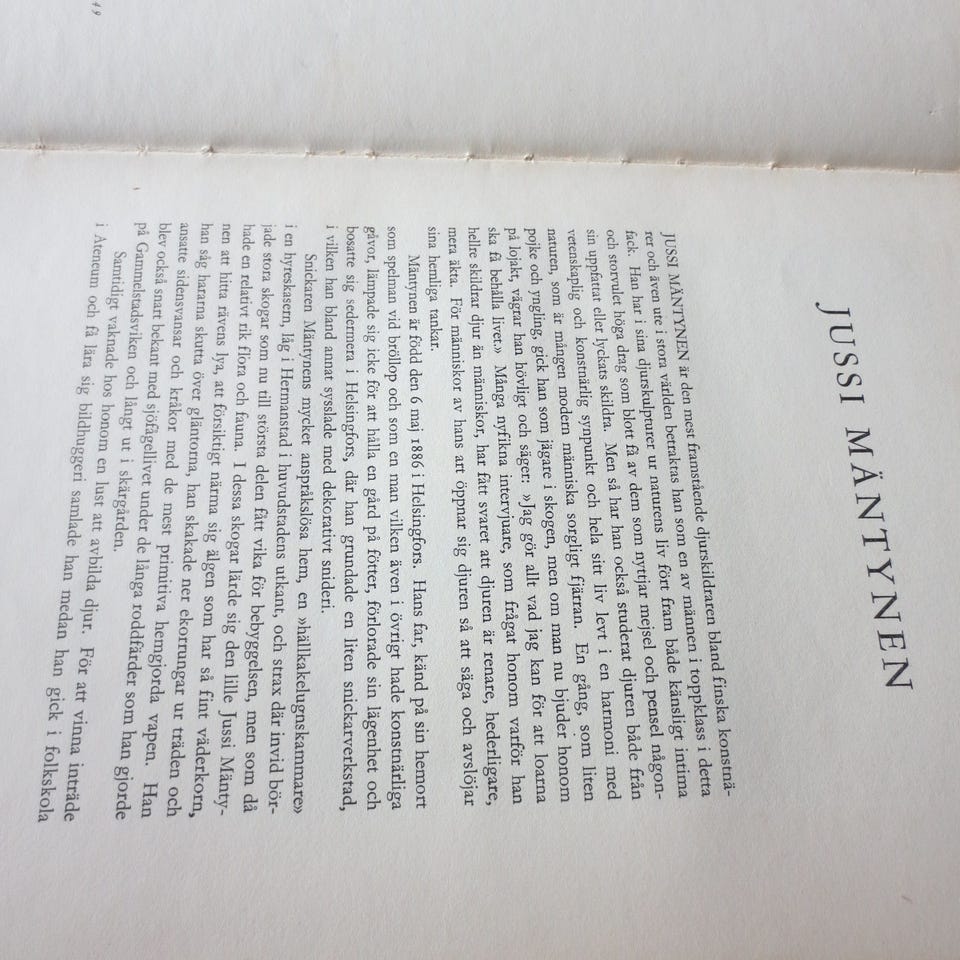 JUSSI MÄNTYNEN
JUSSI MÄNTYNEN är den mest framstående djurskildraren bland finska konstnä-
rer och även ute i stora världen betraktas han som en av männen i toppklass i detta
fack. Han har i sina djurskulpturer ur naturens liv fört fram både känsligt intima
och storvulet höga drag som blott få av dem som nyttjar mejsel och pensel någon-
sin uppfattat eller lyckats skildra. Men så har han också studerat djuren både från
vetenskaplig och konstnärlig synpunkt och hela sitt liv levt i en harmoni med
naturen, som är mången modern människa sorgligt fjärran. En gång, som liten
pojke och yngling, gick han som jägare i skogen, men om man nu bjuder honom
på lojakt, vägrar han hövligt och säger: »Jag gör allt vad jag kan för att loarna
ska få behålla livet.» Många nyfikna intervjuare, som frågat honom varför han
hellre skildrar djur än människor, har fått svaret att djuren är renare, hederligare,
mera äkta. För människor av hans art öppnar sig djuren så att säga och avslöjar
sina hemliga tankar.
Mäntynen är född den 6 maj 1886 i Helsingfors. Hans far, känd på sin hemort
som spelman vid bröllop och som en man vilken även i övrigt hade konstnärliga
gåvor, lämpade sig icke för att hålla en gård på fötter, förlorade sin lägenhet och
bosatte sig sedermera i Helsingfors, där han grundade en liten snickarverkstad,
i vilken han bland annat sysslade med dekorativt snideri.
Snickaren Mäntynens mycket anspråkslösa hem, en »hällkakelugnskammare»
i en hyreskasern, låg i Hermanstad i huvudstadens utkant, och strax där invid bör-
jade stora skogar som nu till största delen fått vika för bebyggelsen, men som då
hade en relativt rik flora och fauna. I dessa skogar lärde sig den lille Jussi Mänty-
nen att hitta rävens lya, att försiktigt närma sig älgen som har så fint väderkorn,
han såg hararna skutta över gläntorna, han skakade ner ekorrungar ur träden och
ansatte sidensvansar och kråkor med de mest primitiva hemgjorda vapen. Han
blev också snart bekant med sjöfågellivet under de långa roddfärder som han gjorde
på Gammelstadsviken och långt ut i skärgården.
Samtidigt vaknade hos honom en lust att avbilda djur. För att vinna inträde
i Ateneum och få lära sig bildhuggeri samlade han medan han gick i folkskola
49